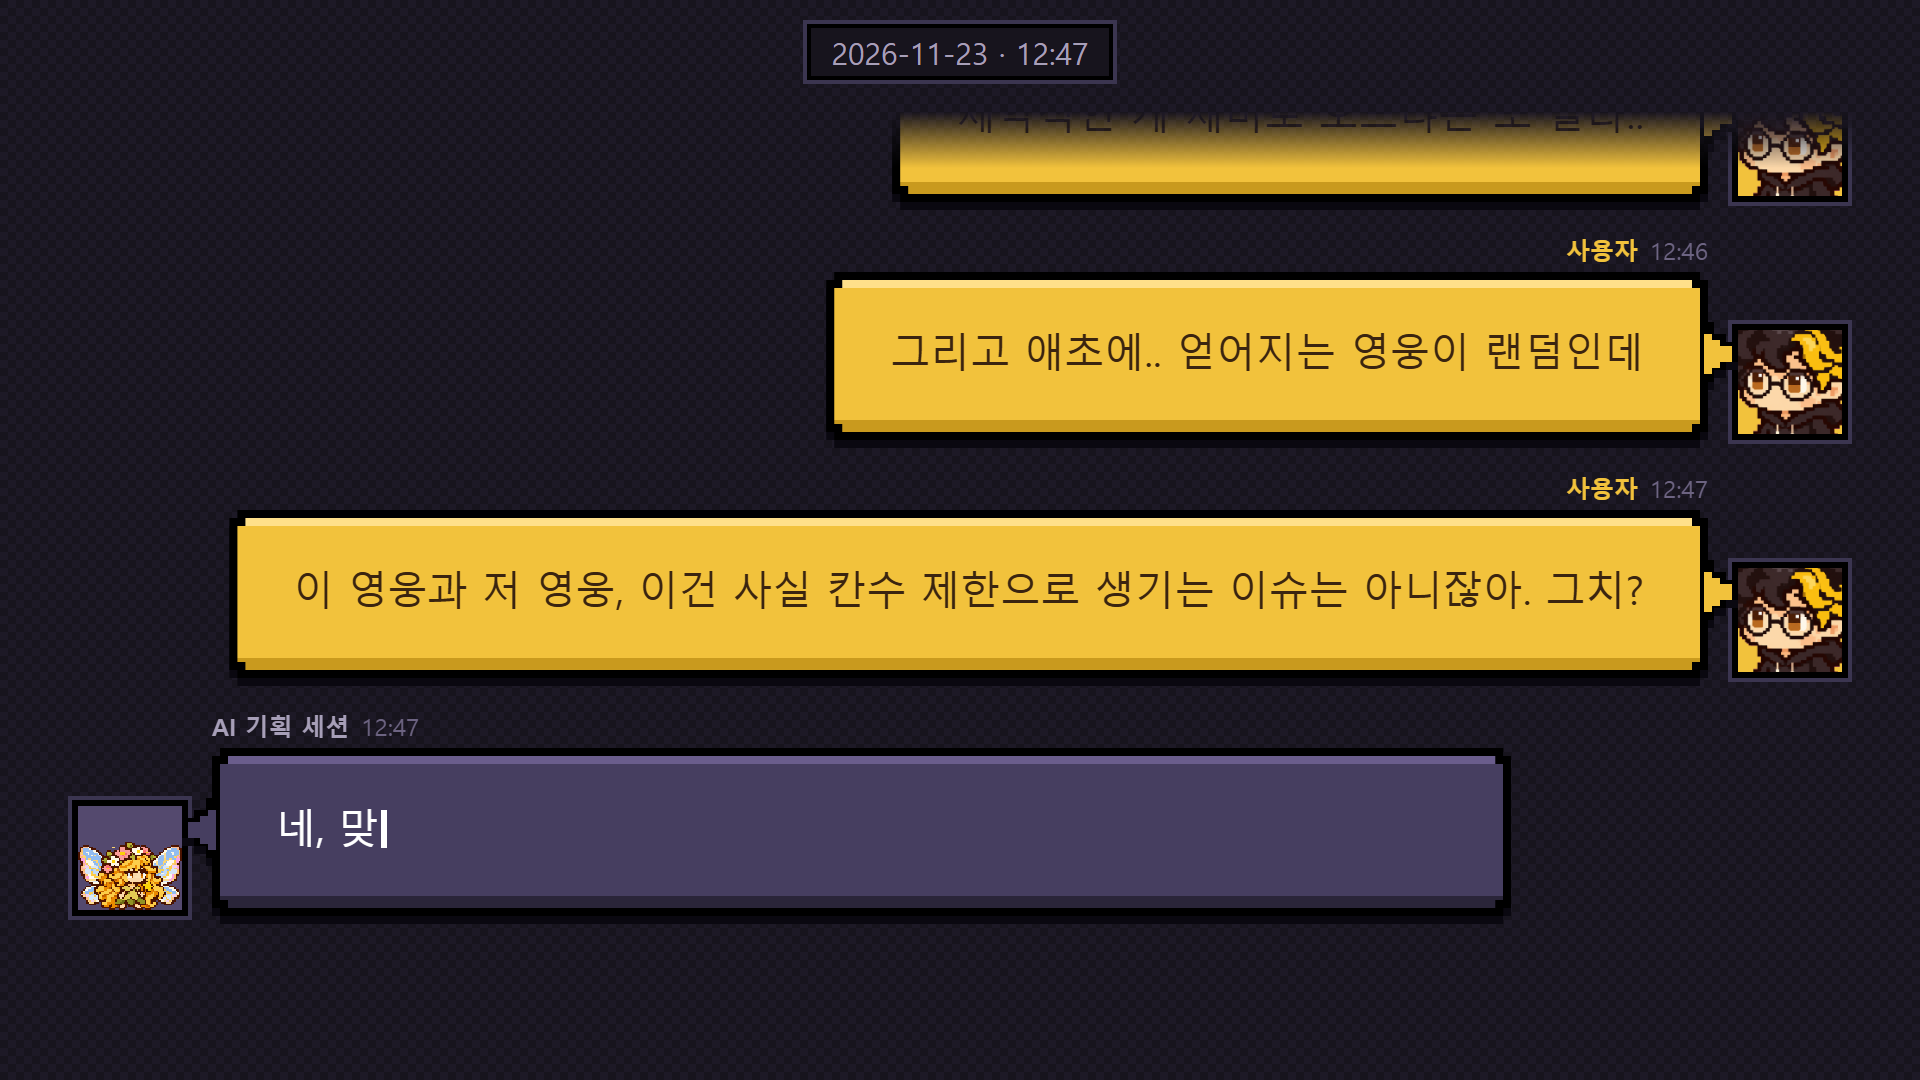 2026-11-23 · 12:47
사용자 12:46
그리고 애초에.. 얻어지는 영웅이 랜덤인데
사용자 12:47
이 영웅과 저 영웅, 이건 사실 칸수 제한으로 생기는 이슈는 아니잖아. 그치?
AI 기획 세션 12:47
네, 맞